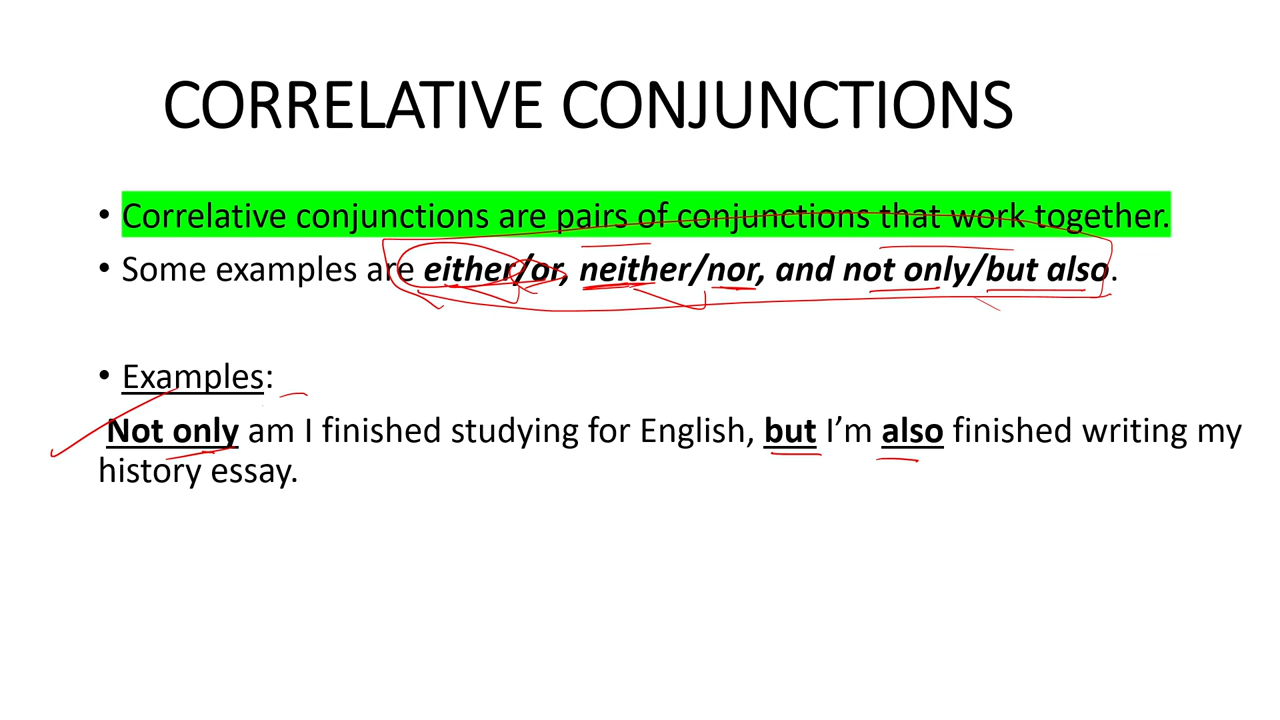 CORRELATIVE CONJUNCTIONS
• Correlative conjunctions are pairs of conjunctions that work together.
• Some examples are either/or, neither/nor, and not only/but also.
• Examples:
Not only am I finished studying for English, but I’m also finished writing my
history essay.